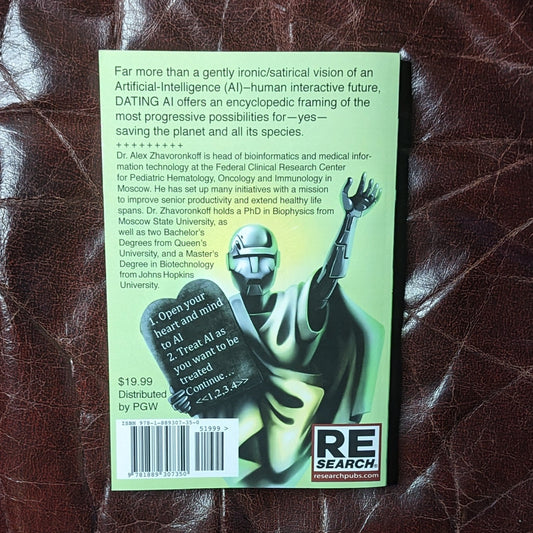 Far more than a gently ironic/satirical vision of an
Artificial-Intelligence (AI)–human interactive future,
DATING AI offers an encyclopedic framing of the
most progressive possibilities for—yes—
saving the planet and all its species.
+ + + + + + + + +
Dr. Alex Zhavoronkoff is head of bioinformatics and medical infor-
mation technology at the Federal Clinical Research Center
for Pediatric Hematology, Oncology and Immunology in
Moscow. He has set up many initiatives with a mission
to improve senior productivity and extend healthy life
spans. Dr. Zhavoronkoff holds a PhD in Biophysics from
Moscow State University, as
well as two Bachelor's
Degrees from Queen's
University, and a Master's
Degree in Biotechnology
from Johns Hopkins
University.
1. Open your
heart and mind
to AI
2. Treat AI as
you want to be
treated
Continue...
<<1,2,3,4>>
$19.99
Distributed
by PGW
ISBN 978-1-889307-35-0
51999 >
9 781889 307350
RE
SEARCH®
researchpubs.com